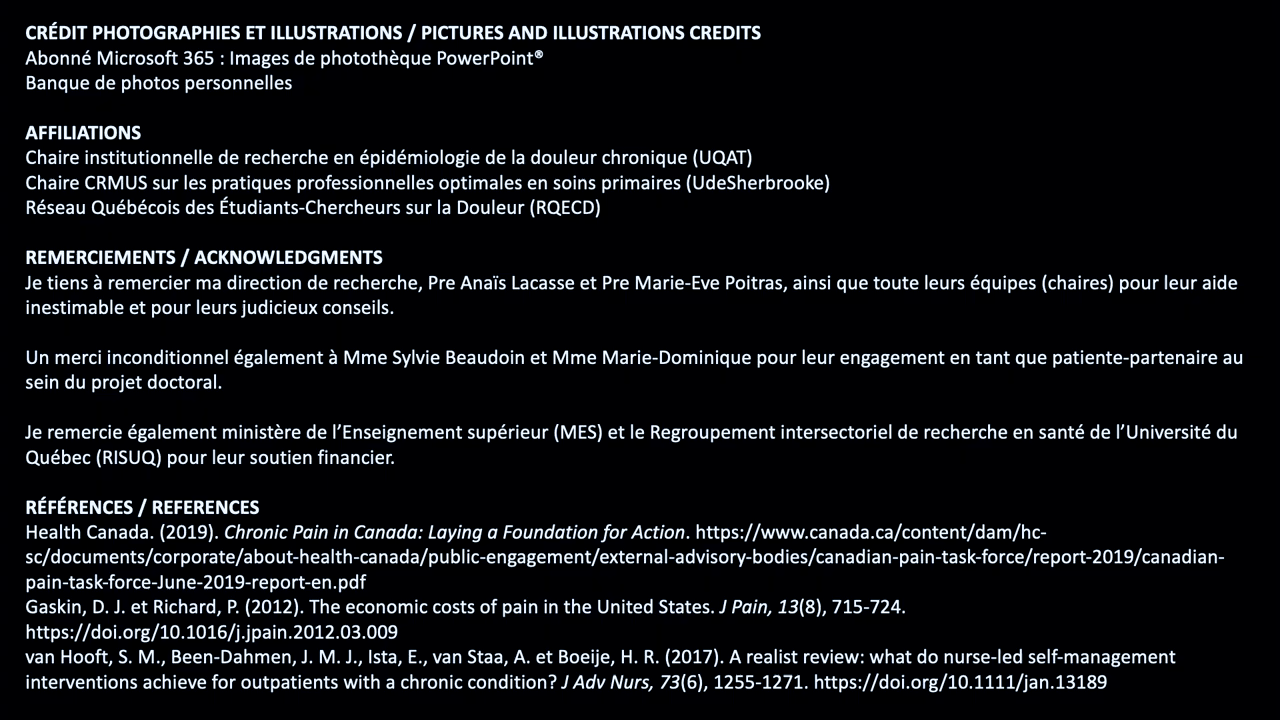 CRÉDIT PHOTOGRAPHIES ET ILLUSTRATIONS / PICTURES AND ILLUSTRATIONS CREDITS
Abonné Microsoft 365 : Images de photothèque PowerPoint®
Banque de photos personnelles
AFFILIATIONS
Chaire institutionnelle de recherche en épidémiologie de la douleur chronique (UQAT)
Chaire CRMUS sur les pratiques professionnelles optimales en soins primaires (UdeSherbrooke)
Réseau Québécois des Étudiants-Chercheurs sur la Douleur (RQECD)
REMERCIEMENTS / ACKNOWLEDGMENTS
Je tiens à remercier ma direction de recherche, Pre Anaïs Lacasse et Pre Marie-Eve Poitras, ainsi que toute leurs équipes (chaires) pour leur aide
inestimable et pour leurs judicieux conseils.
Un merci inconditionnel également à Mme Sylvie Beaudoin et Mme Marie-Dominique pour leur engagement en tant que patiente-partenaire au
sein du projet doctoral.
Je remercie également ministère de l’Enseignement supérieur (MES) et le Regroupement intersectoriel de recherche en santé de l’Université du
Québec (RISUQ) pour leur soutien financier.
RÉFÉRENCES / REFERENCES
Health Canada. (2019). Chronic Pain in Canada: Laying a Foundation for Action. https://www.canada.ca/content/dam/hc-
sc/documents/corporate/about-health-canada/public-engagement/external-advisory-bodies/canadian-pain-task-force/report-2019/canadian-
pain-task-force-June-2019-report-en.pdf
Gaskin, D. J. et Richard, P. (2012). The economic costs of pain in the United States. J Pain, 13(8), 715-724.
https://doi.org/10.1016/j.jpain.2012.03.009
van Hooft, S. M., Been-Dahmen, J. M. J., Ista, E., van Staa, A. et Boeije, H. R. (2017). A realist review: what do nurse-led self-management
interventions achieve for outpatients with a chronic condition? J Adv Nurs, 73(6), 1255-1271. https://doi.org/10.1111/jan.13189